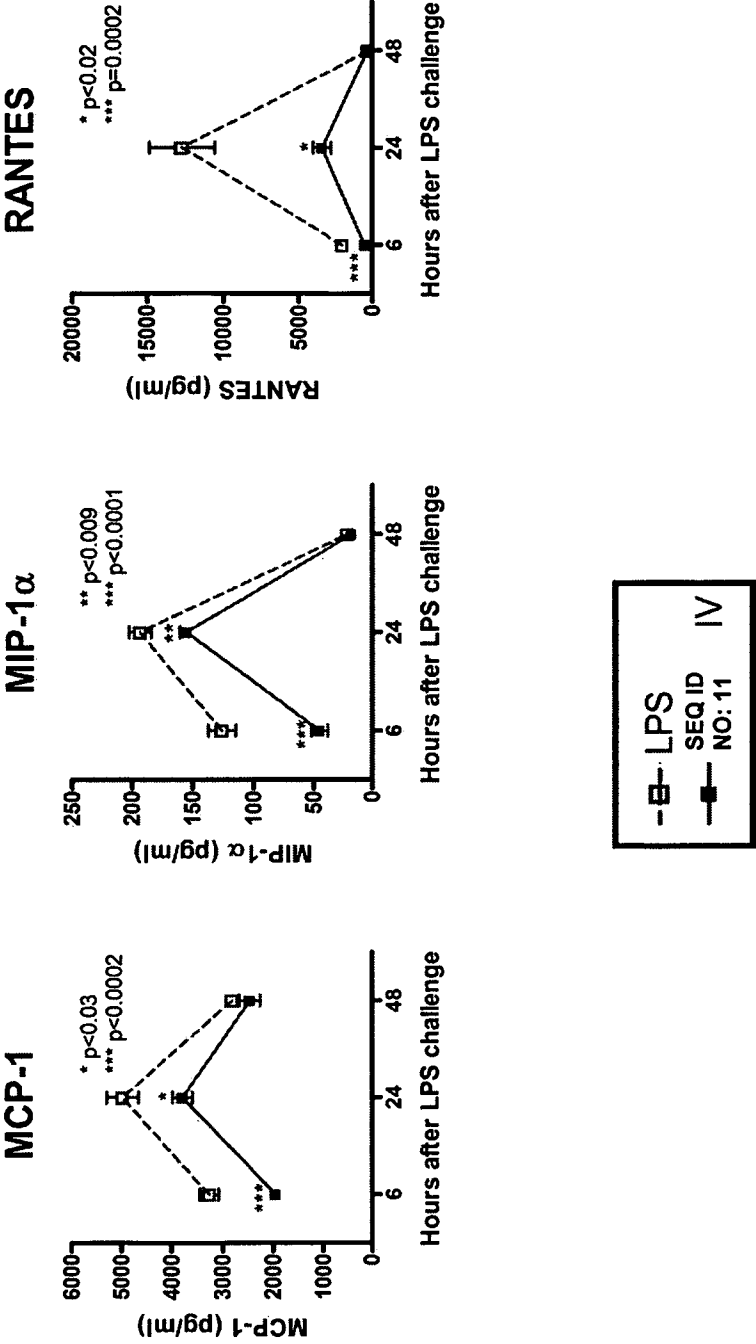 MCP-1
* p<0.03
*** p<0.0002
6000
5000
4000
3000
2000
1000
0
MCP-1 (pg/ml)
***
*
6
24
48
Hours after LPS challenge
MIP-1α
** p<0.009
*** p<0.0001
250
200
150
100
50
0
MIP-1α (pg/ml)
***
**
6
24
48
Hours after LPS challenge
RANTES
* p<0.02
*** p=0.0002
20000
15000
10000
5000
0
RANTES (pg/ml)
***
*
6
24
48
Hours after LPS challenge
LPS
SEQ ID
NO: 11
IV